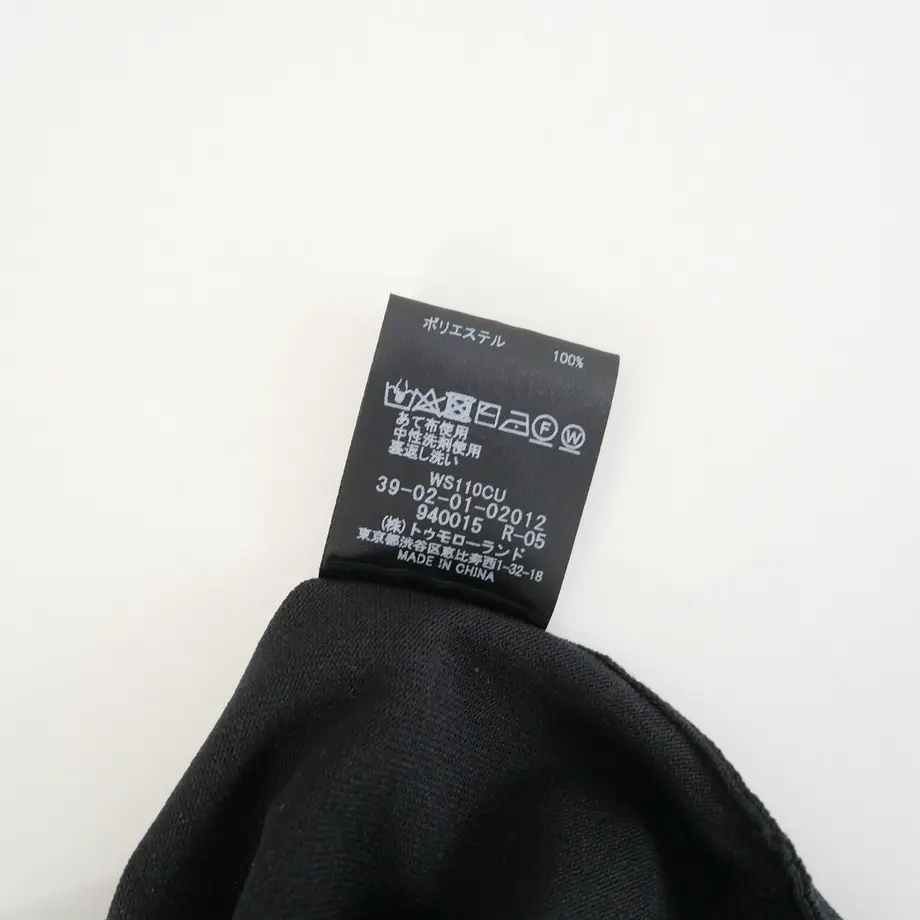 ポリエステル 100%
F W
あて布使用
中性洗剤使用
裏返し洗い
WS110CU
39-02-01-02012
940015 R-05
(株)トゥモローランド
東京都渋谷区恵比寿西1-32-18
MADE IN CHINA